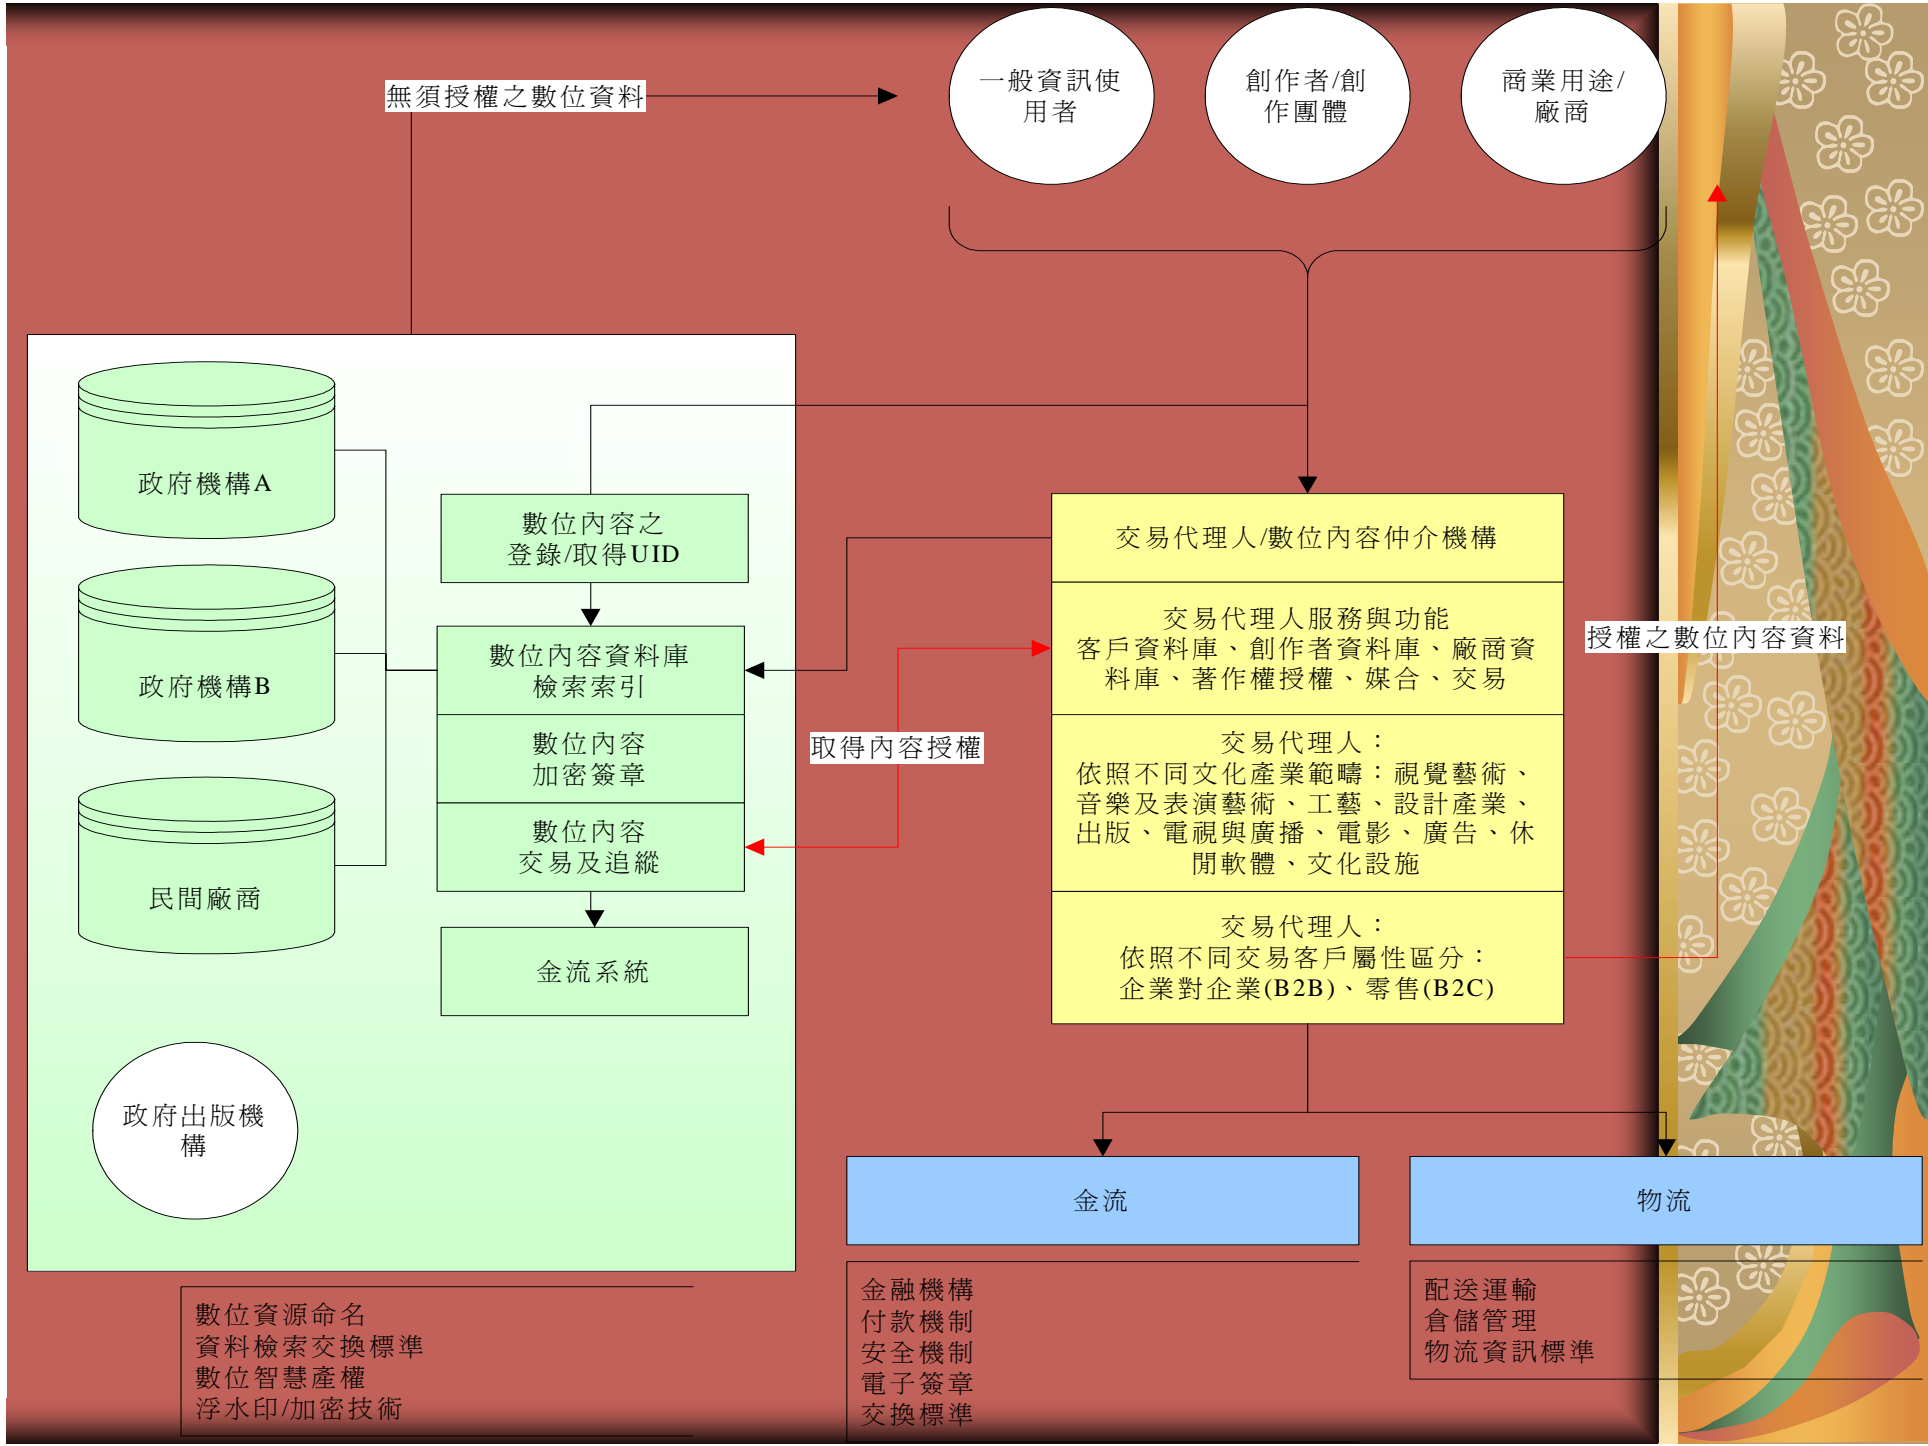 無須授權之數位資料
一般資訊使
用者
創作者/創
作團體
商業用途/
廠商
政府機構A
政府機構B
民間廠商
政府出版機
構
數位內容之
登錄/取得UID
數位內容資料庫
檢索索引
數位內容
加密簽章
數位內容
交易及追縱
金流系統
取得內容授權
交易代理人/數位內容仲介機構
交易代理人服務與功能
客戶資料庫、創作者資料庫、廠商資
料庫、著作權授權、媒合、交易
交易代理人：
依照不同文化產業範疇：視覺藝術、
音樂及表演藝術、工藝、設計產業、
出版、電視與廣播、電影、廣告、休
閒軟體、文化設施
交易代理人：
依照不同交易客戶屬性區分：
企業對企業(B2B)、零售(B2C)
授權之數位內容資料
金流
物流
數位資源命名
資料檢索交換標準
數位智慧產權
浮水印/加密技術
金融機構
付款機制
安全機制
電子簽章
交換標準
配送運輸
倉儲管理
物流資訊標準